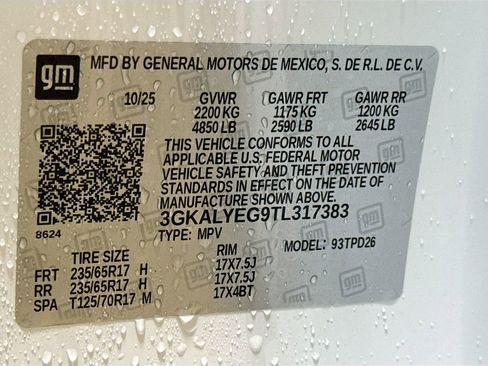 gm MFD BY GENERAL MOTORS DE MEXICO, S. DE R.L. DE C.V.
10/25 GVWR GAWR FRT GAWR RR
2200 KG 1175 KG 1200 KG
4850 LB 2590 LB 2645 LB
THIS VEHICLE CONFORMS TO ALL
APPLICABLE U.S. FEDERAL MOTOR
VEHICLE SAFETY AND THEFT PREVENTION
STANDARDS IN EFFECT ON THE DATE OF
MANUFACTURE SHOWN ABOVE.
3GKALYEG9TL317383
8624 TYPE: MPV MODEL: 93TPD26
TIRE SIZE RIM
FRT 235/65R17 H 17X7.5J
RR 235/65R17 H 17X7.5J
SPA T125/70R17 M 17X4BT